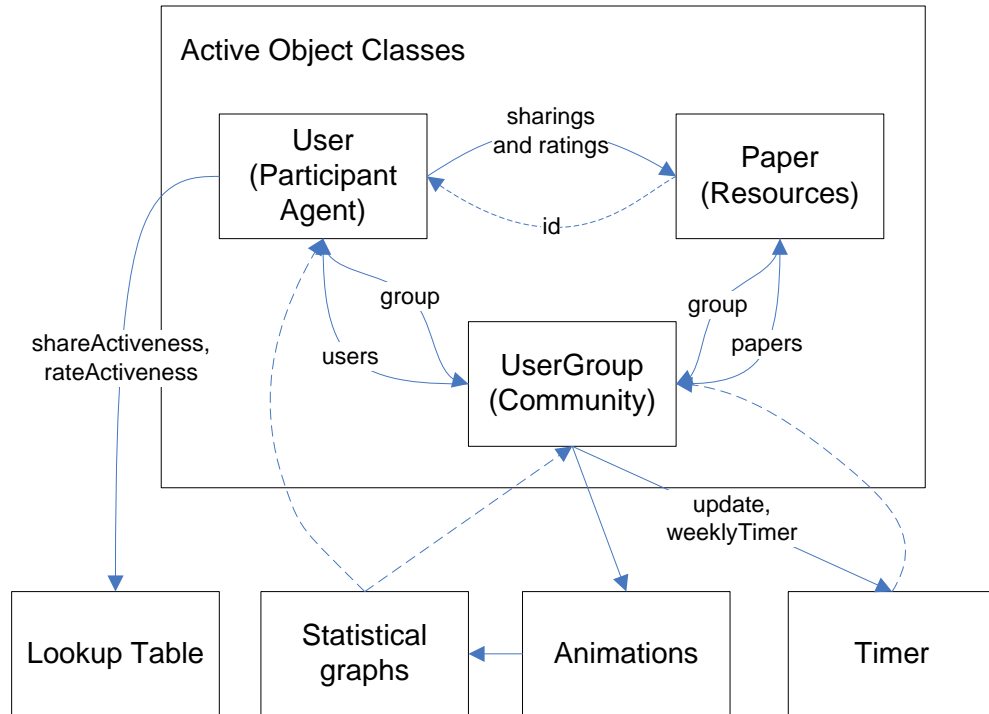 Active Object Classes
User
(Participant
Agent)
sharings
and ratings
Paper
(Resources)
id
group
users
group
papers
UserGroup
(Community)
shareActiveness,
rateActiveness
update,
weeklyTimer
Lookup Table
Statistical
graphs
Animations
Timer